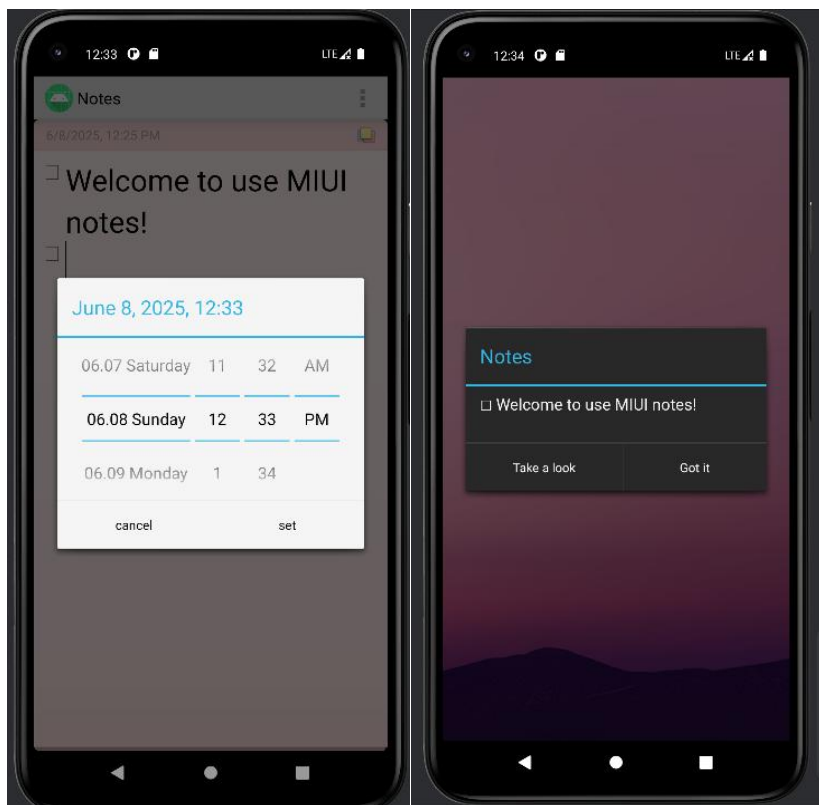 12:33 LTE
Notes
6/8/2025, 12:25 PM
Welcome to use MIUI
notes!
June 8, 2025, 12:33
06.07 Saturday 11 32 AM
06.08 Sunday 12 33 PM
06.09 Monday 1 34
cancel set
12:34 LTE
Notes
□ Welcome to use MIUI notes!
Take a look Got it